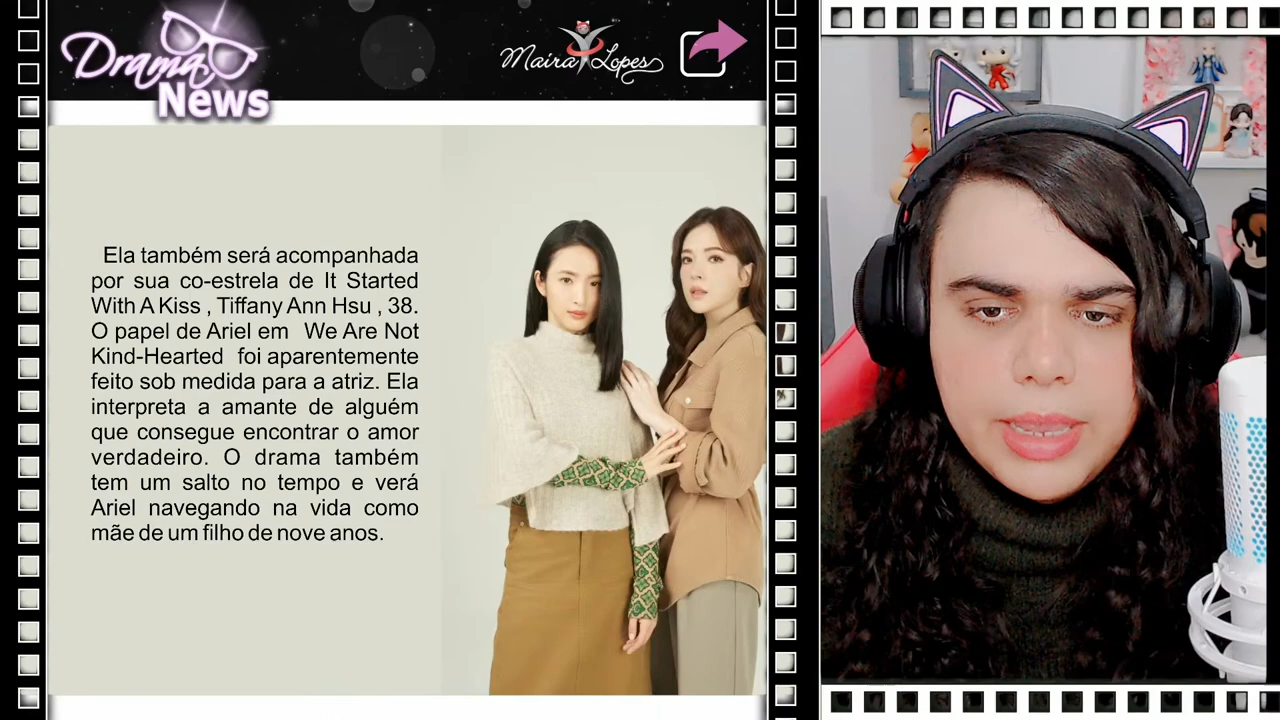 Drama
News
Maira Lopes
Ela também será acompanhada
por sua co-estrela de It Started
With A Kiss , Tiffany Ann Hsu , 38.
O papel de Ariel em We Are Not
Kind-Hearted foi aparentemente
feito sob medida para a atriz. Ela
interpreta a amante de alguém
que consegue encontrar o amor
verdadeiro. O drama também
tem um salto no tempo e verá
Ariel navegando na vida como
mãe de um filho de nove anos.